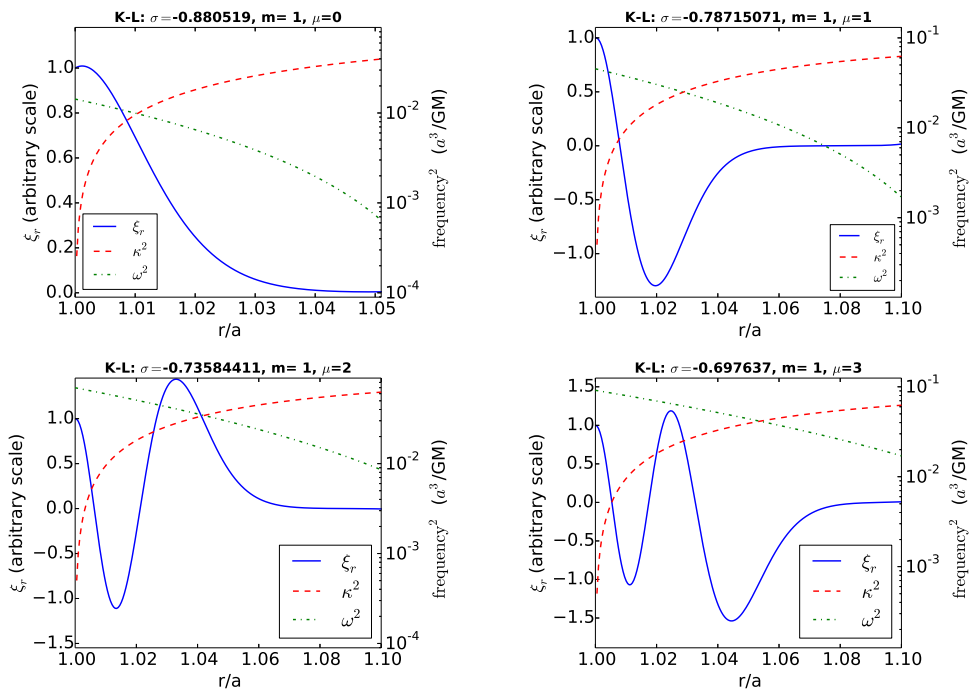 K-L: σ=-0.880519, m= 1, μ=0
ξr (arbitrary scale)
1.0
0.8
0.6
0.4
0.2
0.0
ξr
κ²
ω²
10⁻²
10⁻³
10⁻⁴
frequency² (a³/GM)
1.00 1.01 1.02 1.03 1.04 1.05
r/a
K-L: σ=-0.78715071, m= 1, μ=1
ξr (arbitrary scale)
1.0
0.5
0.0
−0.5
−1.0
ξr
κ²
ω²
10⁻¹
10⁻²
10⁻³
frequency² (a³/GM)
1.00 1.02 1.04 1.06 1.08 1.10
r/a
K-L: σ=-0.73584411, m= 1, μ=2
ξr (arbitrary scale)
1.0
0.5
0.0
−0.5
−1.0
−1.5
ξr
κ²
ω²
10⁻²
10⁻³
10⁻⁴
frequency² (a³/GM)
1.00 1.02 1.04 1.06 1.08 1.10
r/a
K-L: σ=-0.697637, m= 1, μ=3
ξr (arbitrary scale)
1.5
1.0
0.5
0.0
−0.5
−1.0
−1.5
ξr
κ²
ω²
10⁻¹
10⁻²
10⁻³
frequency² (a³/GM)
1.00 1.02 1.04 1.06 1.08 1.10
r/a